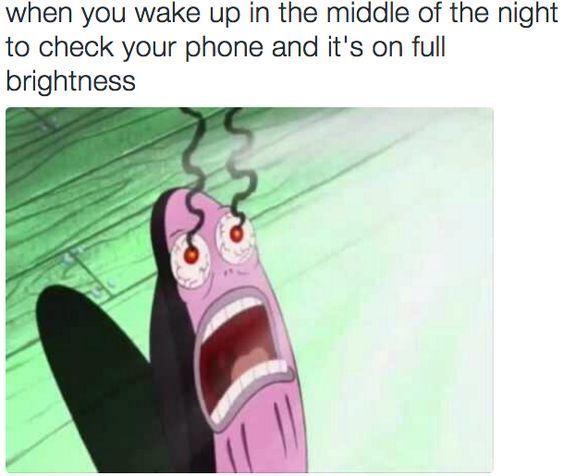 when you wake up in the middle of the night
to check your phone and it's on full
brightness